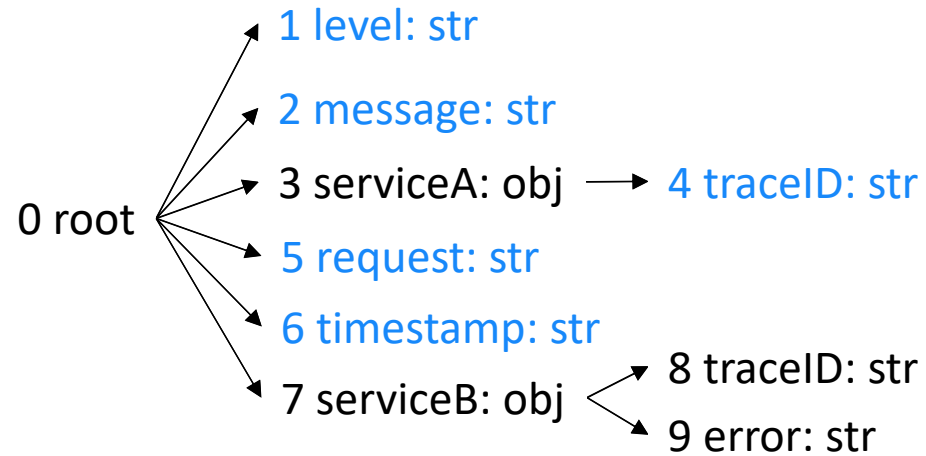 1 level: str
2 message: str
3 serviceA: obj
4 traceID: str
0 root
5 request: str
6 timestamp: str
7 serviceB: obj
8 traceID: str
9 error: str